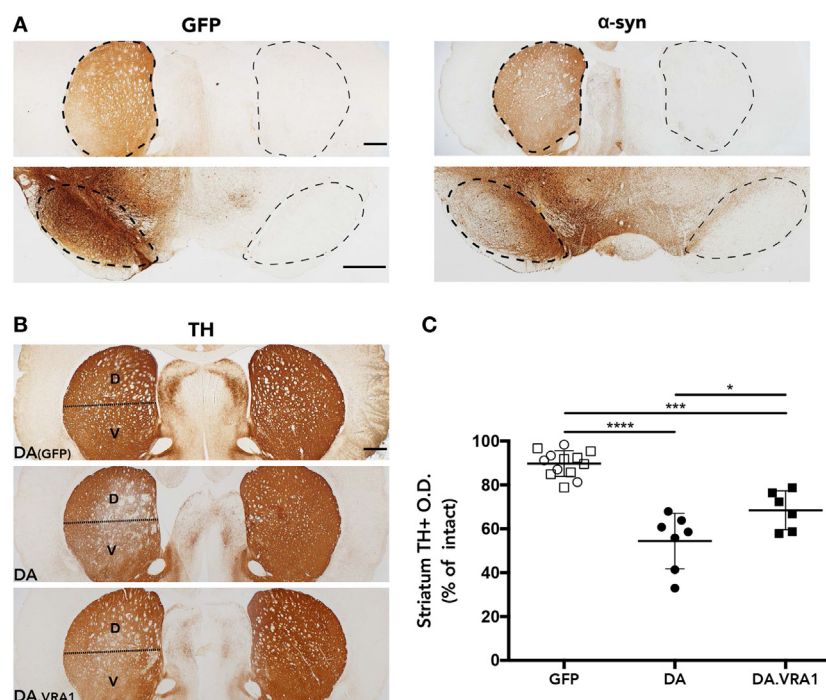 A
GFP
α-syn
B
TH
D
V
DA(GFP)
D
V
DA
D
V
DA.VRA1
C
*
***
****
Striatum TH+ O.D.
(% of intact)
100
80
60
40
20
0
GFP
DA
DA.VRA1